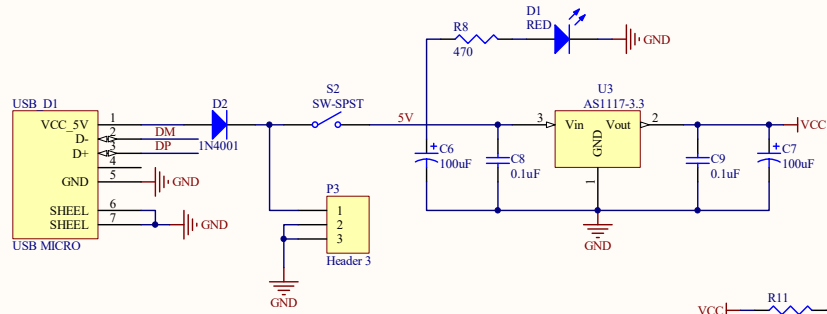 D1
RED
R8
470
GND
USB_D1
D2
S2
SW-SPST
U3
AS1117-3.3
VCC_5V 1
D- 2 DM
D+ 3 DP
4
GND 5 GND
SHEEL 6
SHEEL 7
GND
USB MICRO
1N4001
5V
3 Vin Vout 2
GND
1
VCC
C6
100uF
C8
0.1uF
C9
0.1uF
C7
100uF
GND
P3
1
2
3
Header 3
GND
VCC
R11